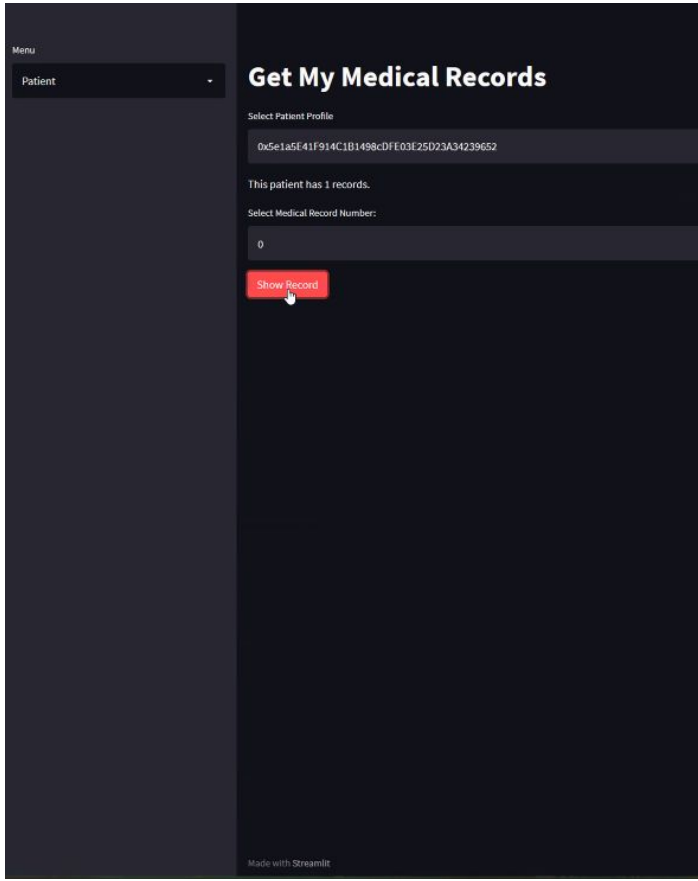 Menu
Patient
Get My Medical Records
Select Patient Profile
0x5e1a5E41F914C1B1498cDFE03E25D23A34239652
This patient has 1 records.
Select Medical Record Number:
0
Show Record
Made with Streamlit